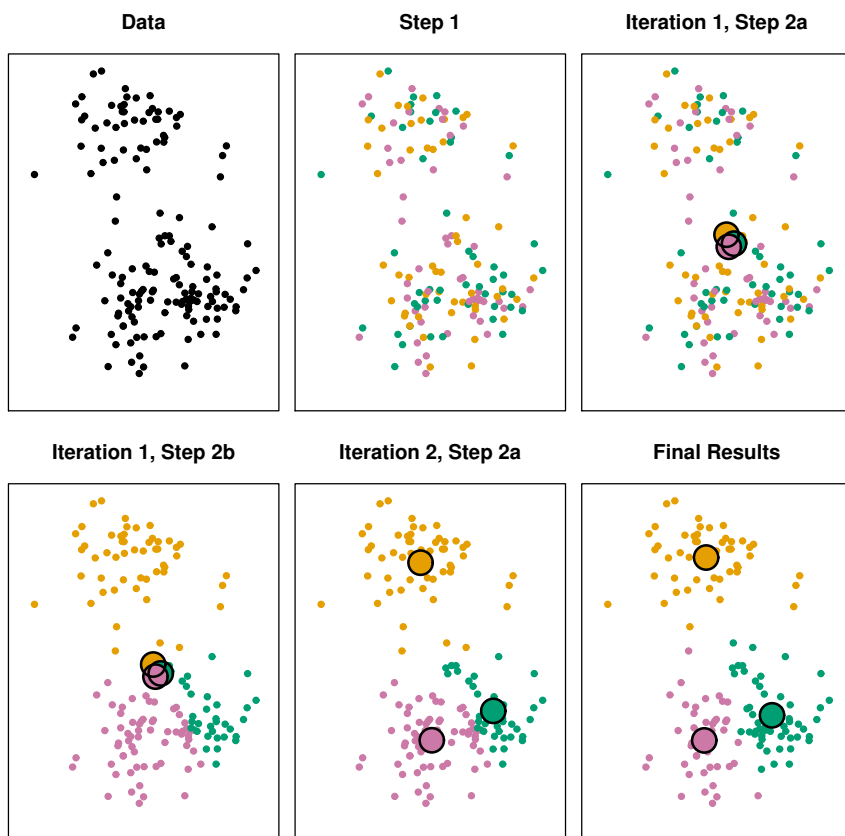 Data
Step 1
Iteration 1, Step 2a
Iteration 1, Step 2b
Iteration 2, Step 2a
Final Results